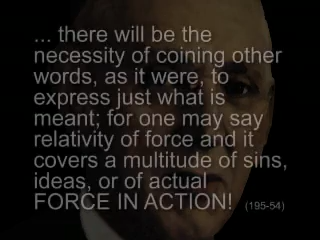 ... there will be the
necessity of coining other
words, as it were, to
express just what is
meant; for one may say
relativity of force and it
covers a multitude of sins,
ideas, or of actual
FORCE IN ACTION! (195-54)